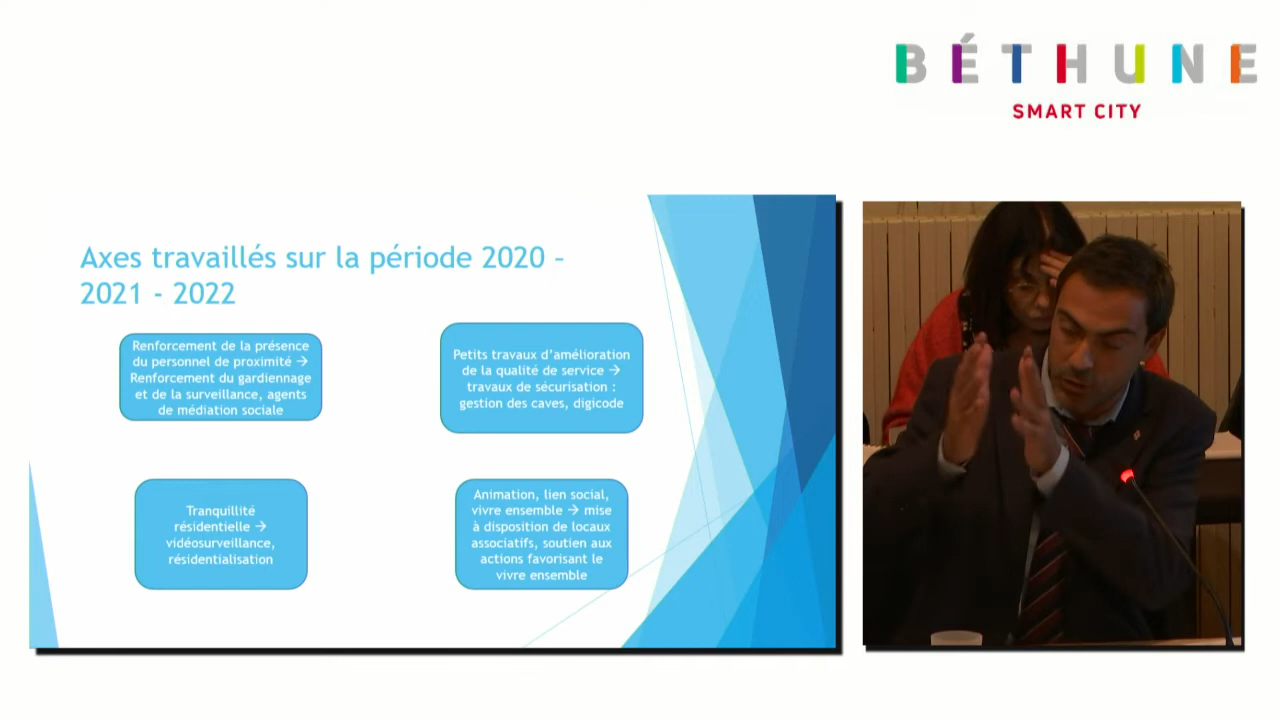 BÉTHUNE
SMART CITY
Axes travaillés sur la période 2020 –
2021 - 2022
Renforcement de la présence
du personnel de proximité →
Renforcement du gardiennage
et de la surveillance, agents
de médiation sociale
Petits travaux d’amélioration
de la qualité de service →
travaux de sécurisation :
gestion des caves, digicode
Tranquillité
résidentielle →
vidéosurveillance,
résidentialisation
Animation, lien social,
vivre ensemble → mise
à disposition de locaux
associatifs, soutien aux
actions favorisant le
vivre ensemble